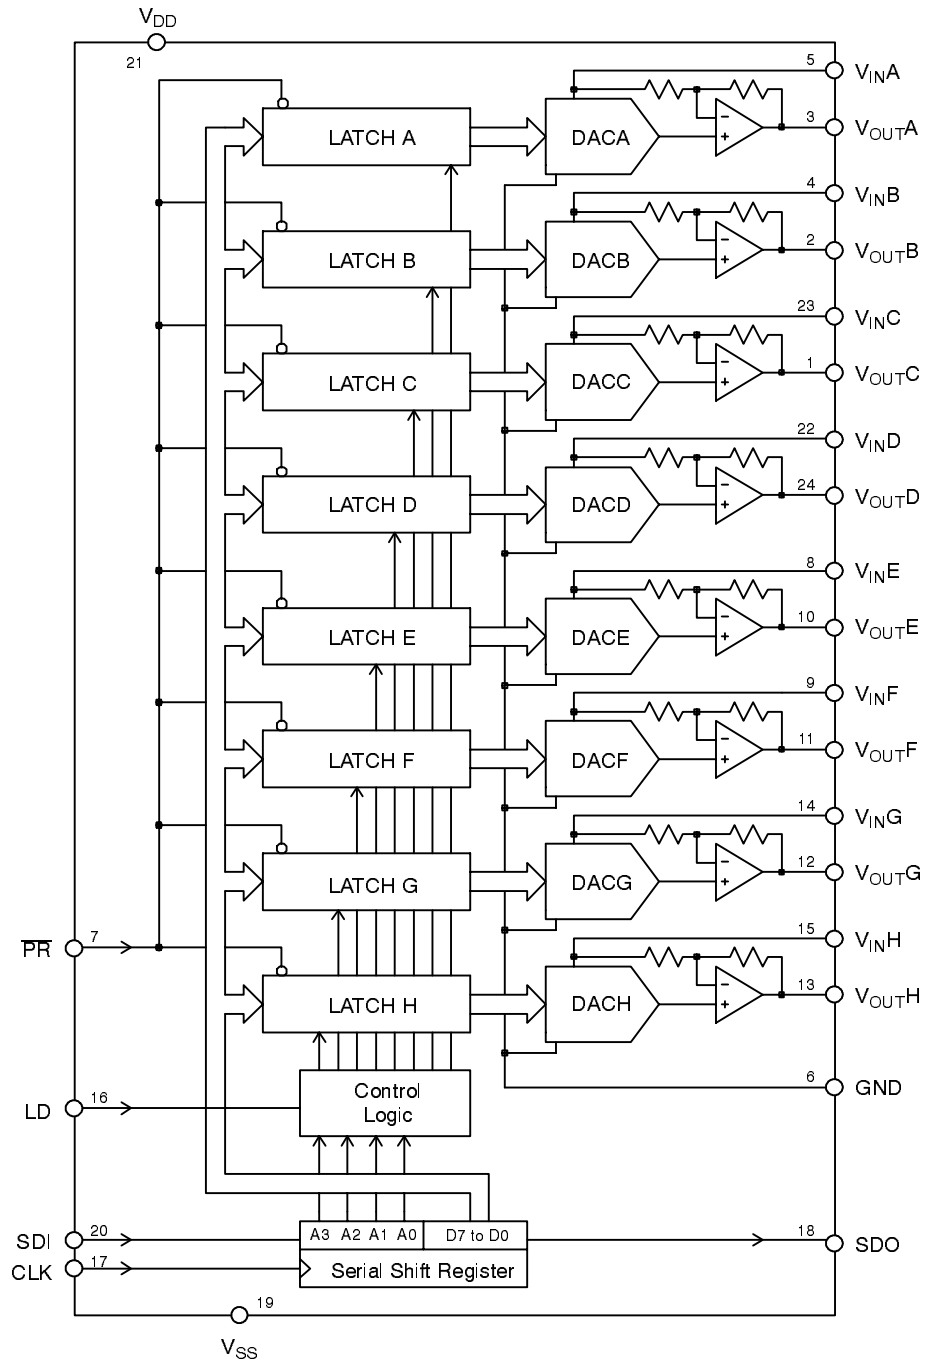 VDD
21
5 VINA
LATCH A DACA 3 VOUTA
− +
4 VINB
LATCH B DACB 2 VOUTB
− +
23 VINC
LATCH C DACC 1 VOUTC
− +
22 VIND
LATCH D DACD 24 VOUTD
− +
8 VINE
LATCH E DACE 10 VOUTE
− +
9 VINF
LATCH F DACF 11 VOUTF
− +
14 VING
LATCH G DACG 12 VOUTG
− +
PR 7
15 VINH
LATCH H DACH 13 VOUTH
− +
6 GND
LD 16
Control
Logic
SDI 20
A3 A2 A1 A0 D7 to D0
18 SDO
CLK 17
Serial Shift Register
19
VSS